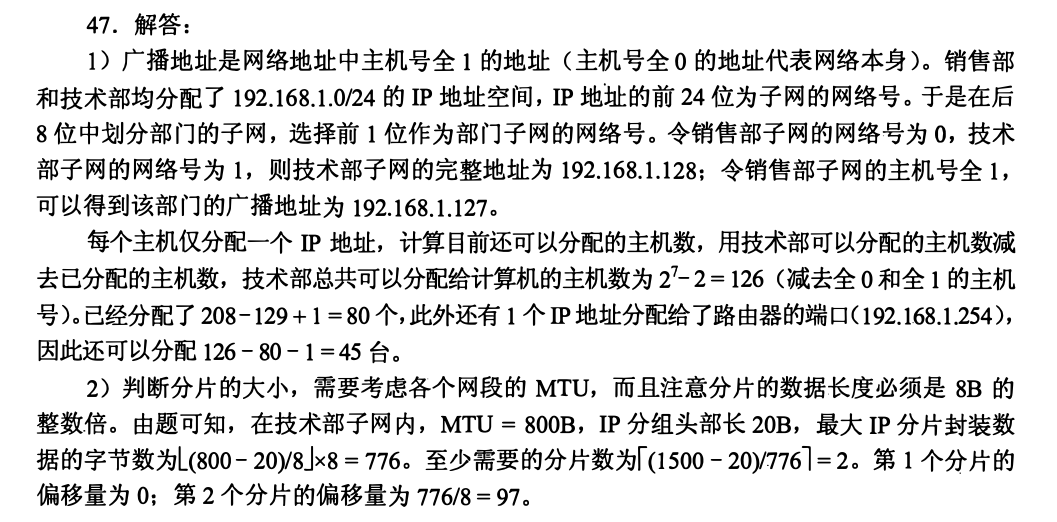 47．解答：
1）广播地址是网络地址中主机号全 1 的地址（主机号全 0 的地址代表网络本身）。销售部
和技术部均分配了 192.168.1.0/24 的 IP 地址空间，IP 地址的前 24 位为子网的网络号。于是在后
8 位中划分部门的子网，选择前 1 位作为部门子网的网络号。令销售部子网的网络号为 0，技术
部子网的网络号为 1，则技术部子网的完整地址为 192.168.1.128；令销售部子网的主机号全 1，
可以得到该部门的广播地址为 192.168.1.127。
每个主机仅分配一个 IP 地址，计算目前还可以分配的主机数，用技术部可以分配的主机数减
去已分配的主机数，技术部总共可以分配给计算机的主机数为 2⁷－2 = 126（减去全 0 和全 1 的主机
号）。已经分配了 208－129 + 1 = 80 个，此外还有 1 个 IP 地址分配给了路由器的端口（192.168.1.254），
因此还可以分配 126－80－1 = 45 台。
2）判断分片的大小，需要考虑各个网段的 MTU，而且注意分片的数据长度必须是 8B 的
整数倍。由题可知，在技术部子网内，MTU = 800B，IP 分组头部长 20B，最大 IP 分片封装数
据的字节数为⌊(800－20)/8⌋×8 = 776。至少需要的分片数为⌈(1500－20)/776⌉ = 2。第 1 个分片的
偏移量为 0；第 2 个分片的偏移量为 776/8 = 97。